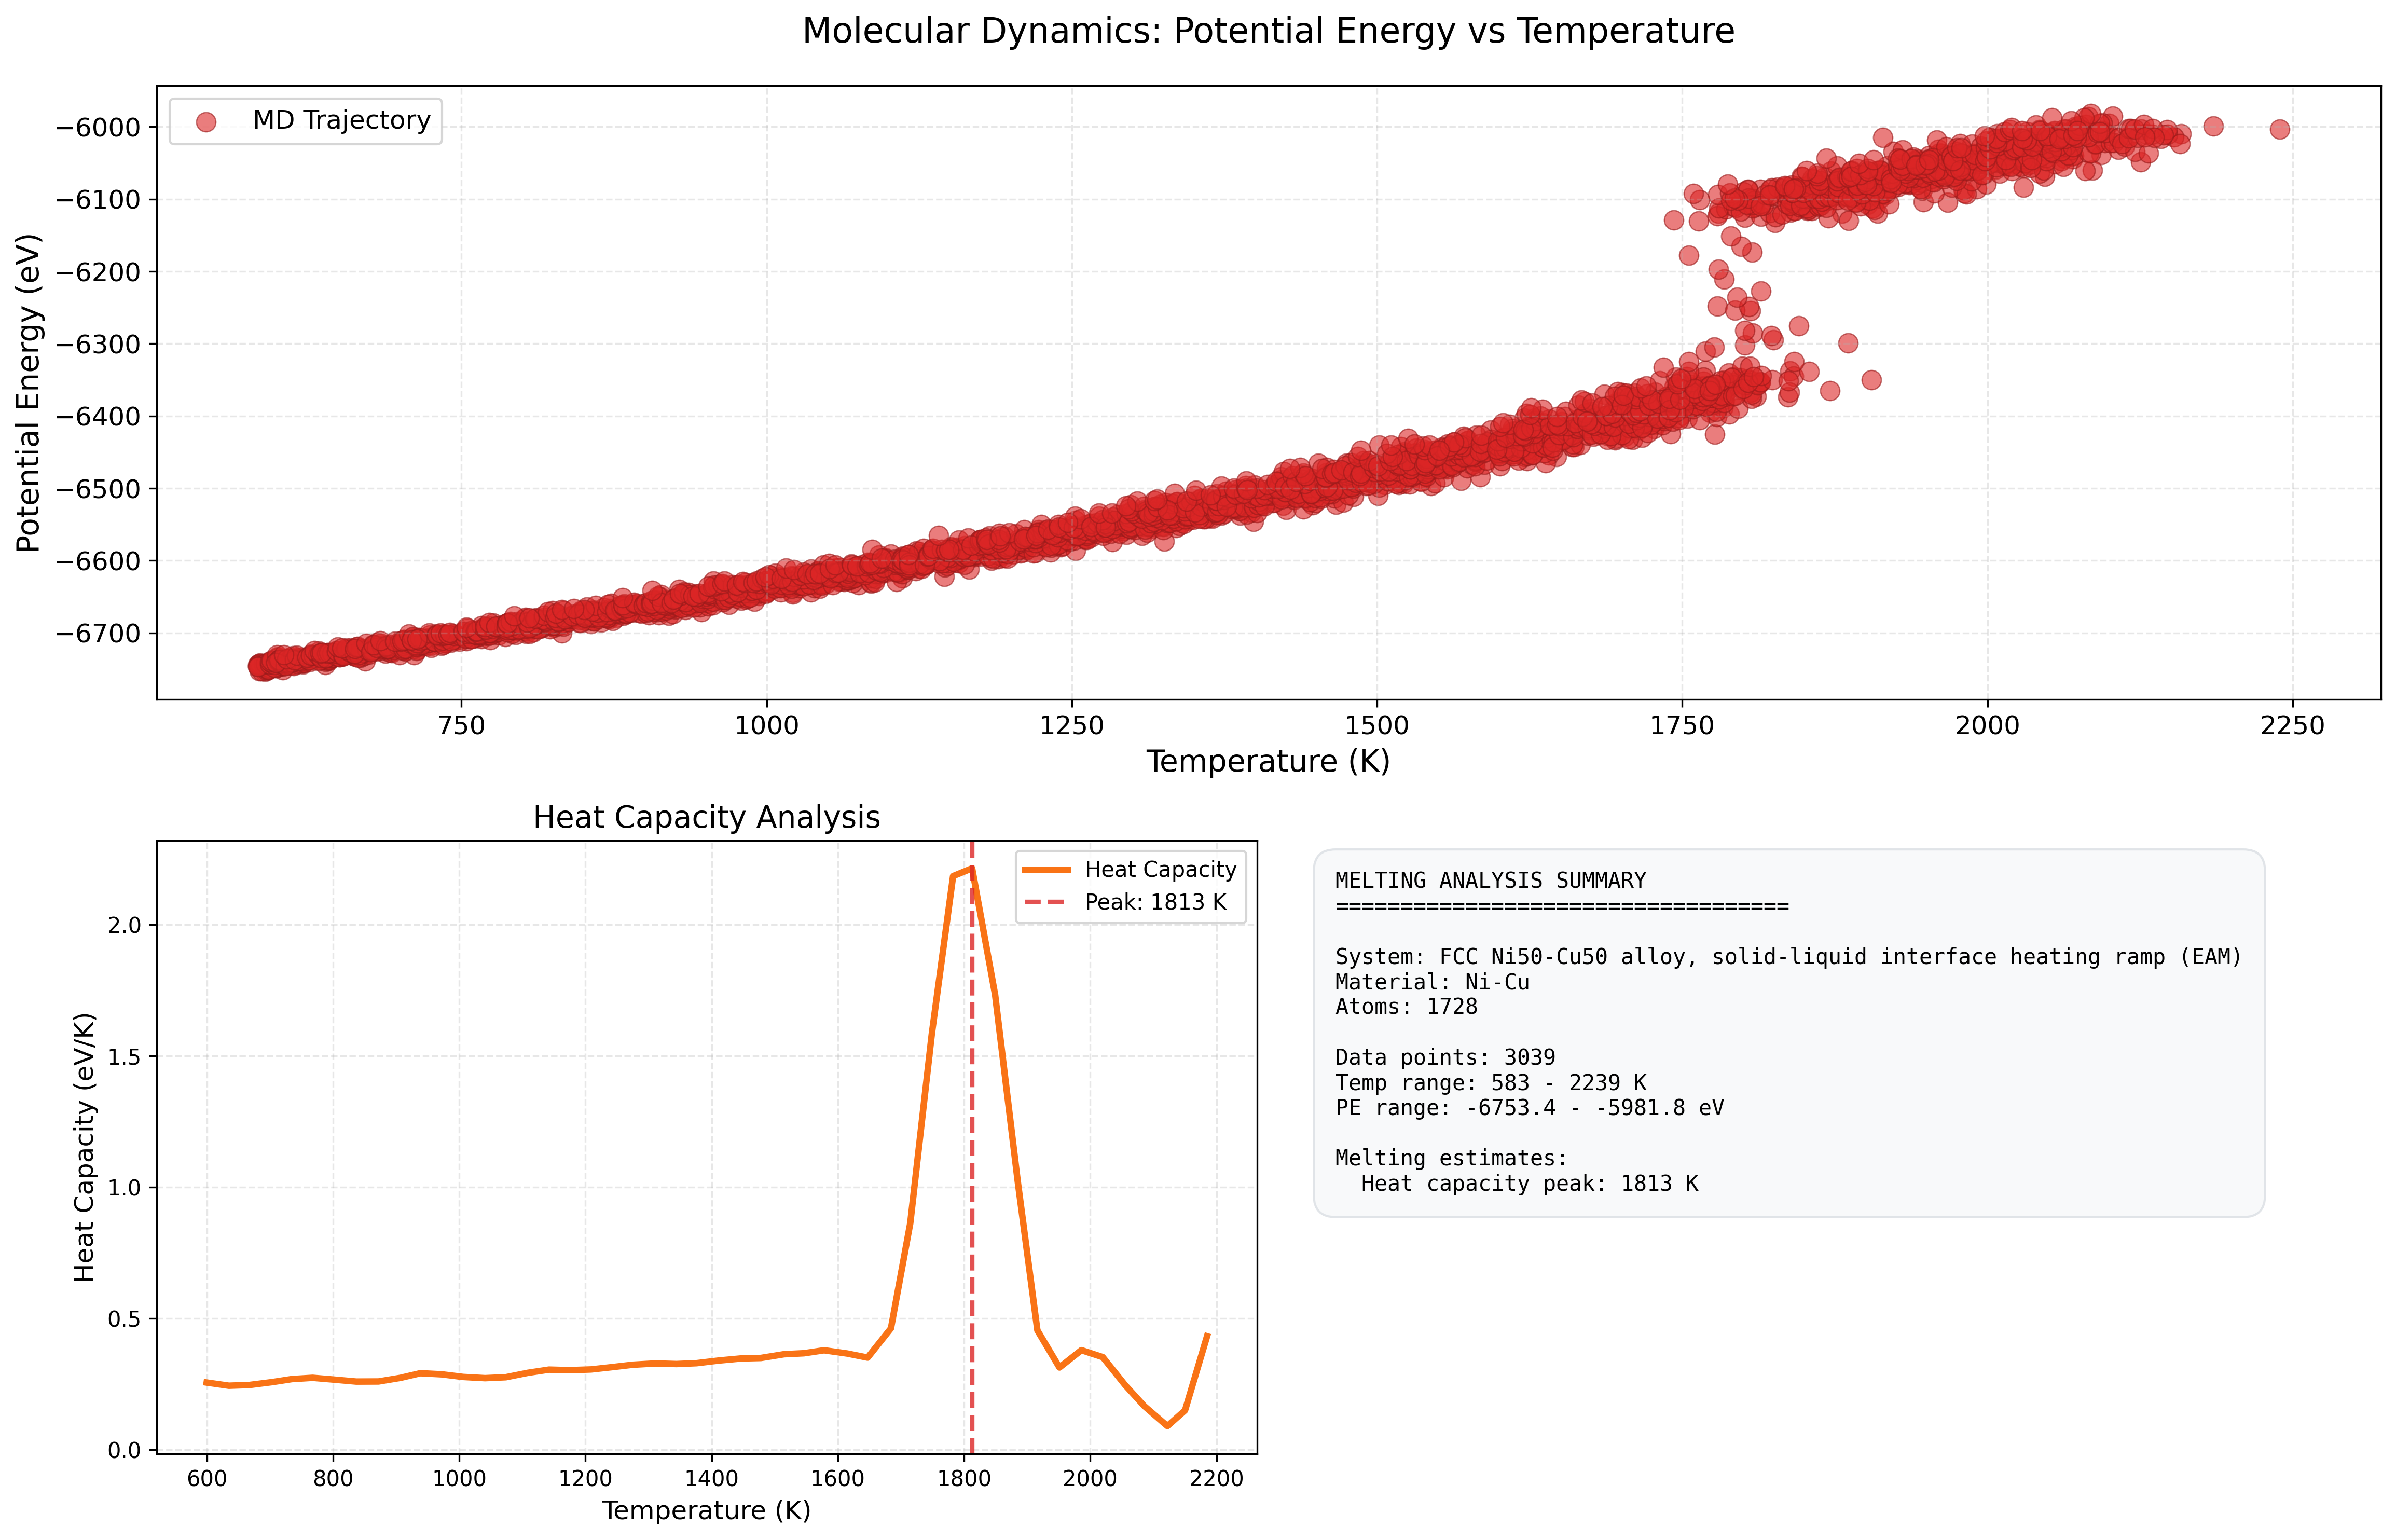 Molecular Dynamics: Potential Energy vs Temperature
MD Trajectory
Potential Energy (eV)
−6000
−6100
−6200
−6300
−6400
−6500
−6600
−6700
750 1000 1250 1500 1750 2000 2250
Temperature (K)
Heat Capacity Analysis
Heat Capacity
Peak: 1813 K
Heat Capacity (eV/K)
2.0
1.5
1.0
0.5
0.0
600 800 1000 1200 1400 1600 1800 2000 2200
Temperature (K)
MELTING ANALYSIS SUMMARY
===================================
System: FCC Ni50-Cu50 alloy, solid-liquid interface heating ramp (EAM)
Material: Ni-Cu
Atoms: 1728
Data points: 3039
Temp range: 583 - 2239 K
PE range: -6753.4 - -5981.8 eV
Melting estimates:
Heat capacity peak: 1813 K